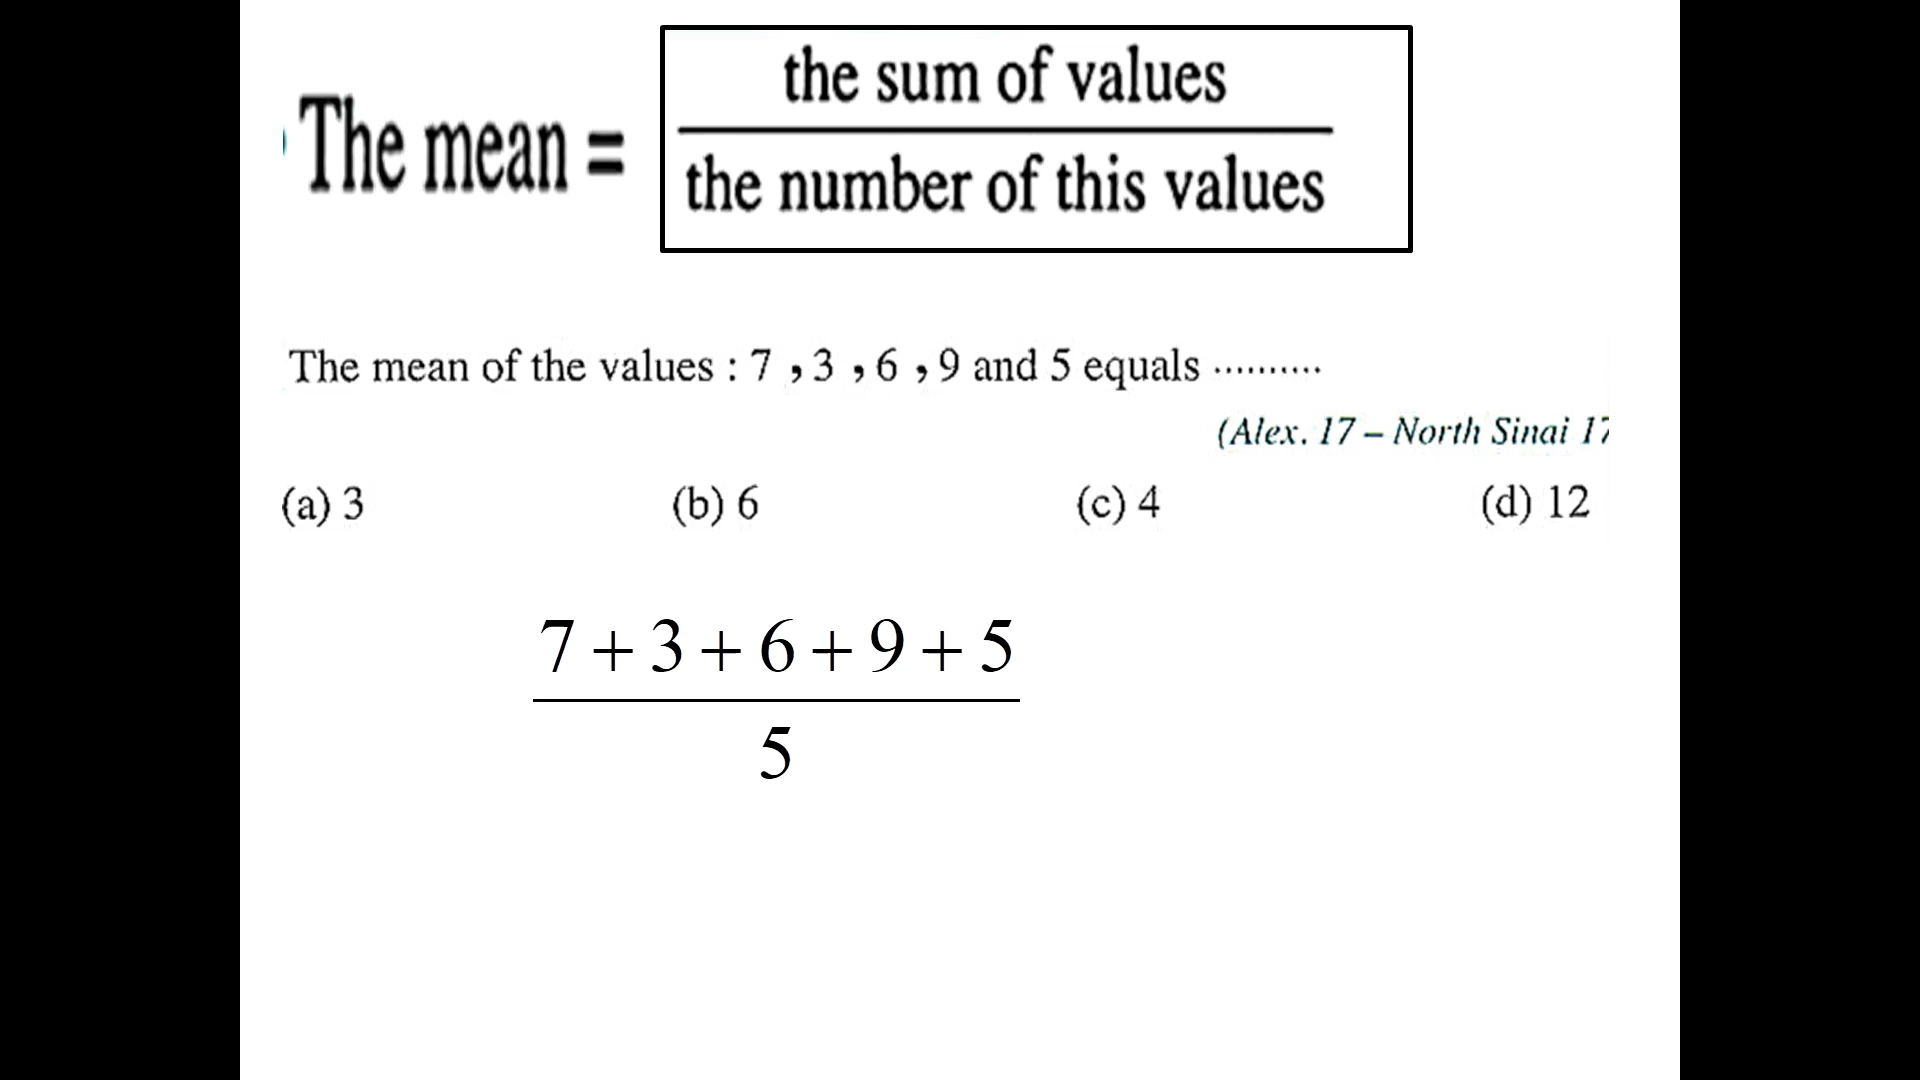 the sum of values
The mean =
the number of this values
The mean of the values : 7 , 3 , 6 , 9 and 5 equals ..........
(Alex. 17 – North Sinai 17
(a) 3 (b) 6 (c) 4 (d) 12
7 + 3 + 6 + 9 + 5
5